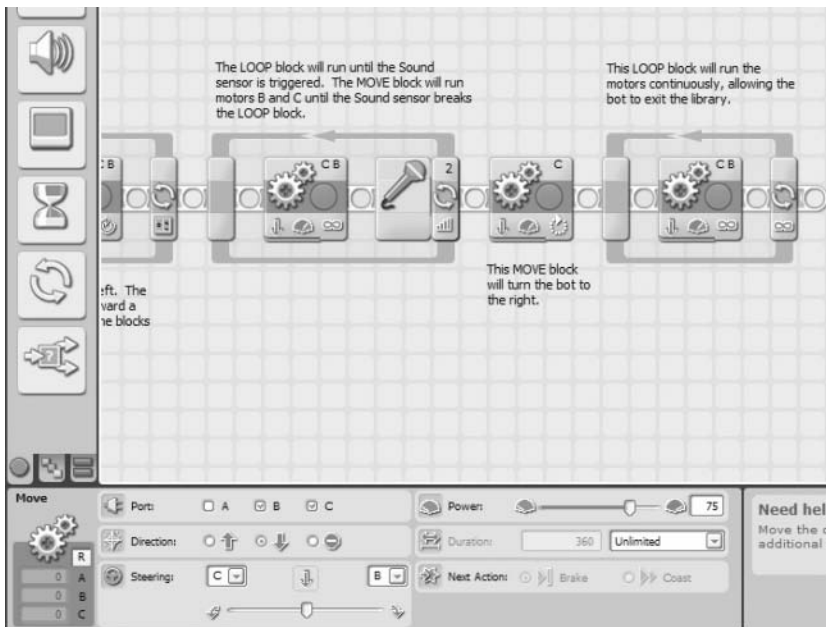 The LOOP block will run until the Sound
sensor is triggered. The MOVE block will run
motors B and C until the Sound sensor breaks
the LOOP block.
This LOOP block will run the
motors continuously, allowing the
bot to exit the library.
C B
C B
2
C
C B
This MOVE block
will turn the bot to
the right.
eft. The
ward a
he blocks
Move
R
0 A
0 B
0 C
Port: A B C
Direction:
Steering: C B
Power: 75
Duration: 360 Unlimited
Next Action: Brake Coast
Need hel
Move the c
additional